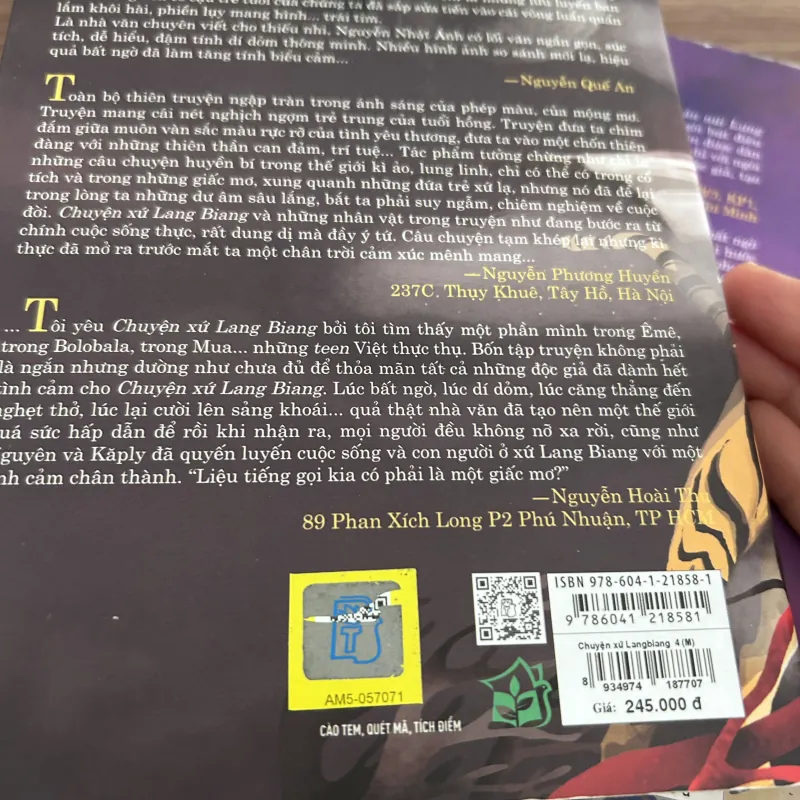 lấm khôi hài, phiền lụy mang hình... trái tim.
Là nhà văn chuyên viết cho thiếu nhi, Nguyễn Nhật Ánh có lối văn ngắn gọn, súc
tích, dễ hiểu, đậm tính dí dỏm thông minh. Nhiều hình ảnh so sánh mới lạ, hiệu
quả bất ngờ đã làm tăng tính biểu cảm...
—Nguyễn Quế An
Toàn bộ thiên truyện ngập tràn trong ánh sáng của phép màu, của mộng mơ.
Truyện mang cái nét nghịch ngợm trẻ trung của tuổi hồng. Truyện đưa ta chìm
đắm giữa muôn vàn sắc màu rực rỡ của tình yêu thương, đưa ta vào một chốn thiên
đàng với những thiên thần can đảm, trí tuệ... Tác phẩm tưởng chừng như chỉ là
những câu chuyện huyền bí trong thế giới kì ảo, lung linh, chỉ có thể có trong cổ
tích và trong những giấc mơ, xung quanh những đứa trẻ xứ lạ, nhưng nó đã để lại
trong lòng ta những dư âm sâu lắng, bắt ta phải suy ngẫm, chiêm nghiệm về cuộc
đời. Chuyện xứ Lang Biang và những nhân vật trong truyện như đang bước ra từ
chính cuộc sống thực, rất dung dị mà đầy ý tứ. Câu chuyện tạm khép lại nhưng kì
thực đã mở ra trước mắt ta một chân trời cảm xúc mênh mang...
—Nguyễn Phương Huyền
237C. Thụy Khuê, Tây Hồ, Hà Nội
... Tôi yêu Chuyện xứ Lang Biang bởi tôi tìm thấy một phần mình trong Êmê,
trong Bolobala, trong Mua... những teen Việt thực thụ. Bốn tập truyện không phải
là ngắn nhưng dường như chưa đủ để thỏa mãn tất cả những độc giả đã dành hết
tình cảm cho Chuyện xứ Lang Biang. Lúc bất ngờ, lúc dí dỏm, lúc căng thẳng đến
nghẹt thở, lúc lại cười lên sảng khoái... quả thật nhà văn đã tạo nên một thế giới
quá sức hấp dẫn để rồi khi nhận ra, mọi người đều không nỡ xa rời, cũng như
Nguyên và Kăply đã quyến luyến cuộc sống và con người ở xứ Lang Biang với một
tình cảm chân thành. “Liệu tiếng gọi kia có phải là một giấc mơ?”
—Nguyễn Hoài Thu
89 Phan Xích Long P2 Phú Nhuận, TP HCM
ISBN 978-604-1-21858-1
9 786041 218581
Chuyện xứ Langbiang 4 (M)
8 934974 187707
Giá: 245.000 đ
AM5-057071
CÀO TEM, QUÉT MÃ, TÍCH ĐIỂM